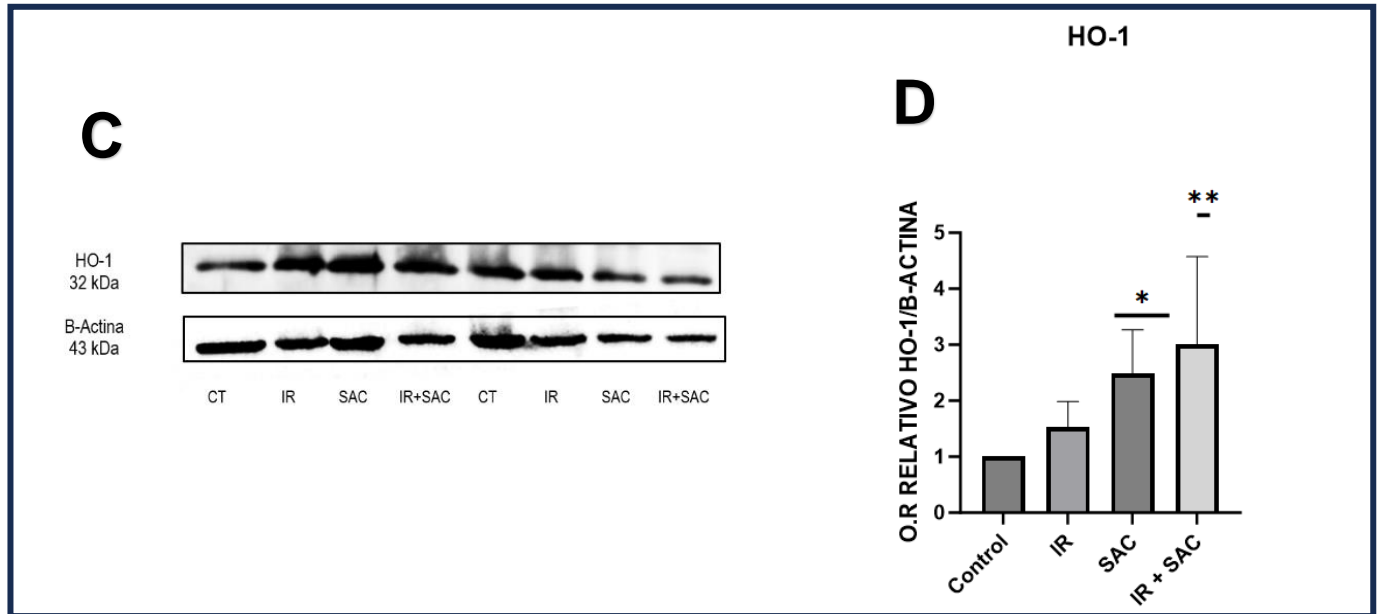 C
HO-1
32 kDa
B-Actina
43 kDa
CT IR SAC IR+SAC CT IR SAC IR+SAC
HO-1
D
**
*
O.R RELATIVO HO-1/B-ACTINA
5
4
3
2
1
0
Control
IR
SAC
IR + SAC